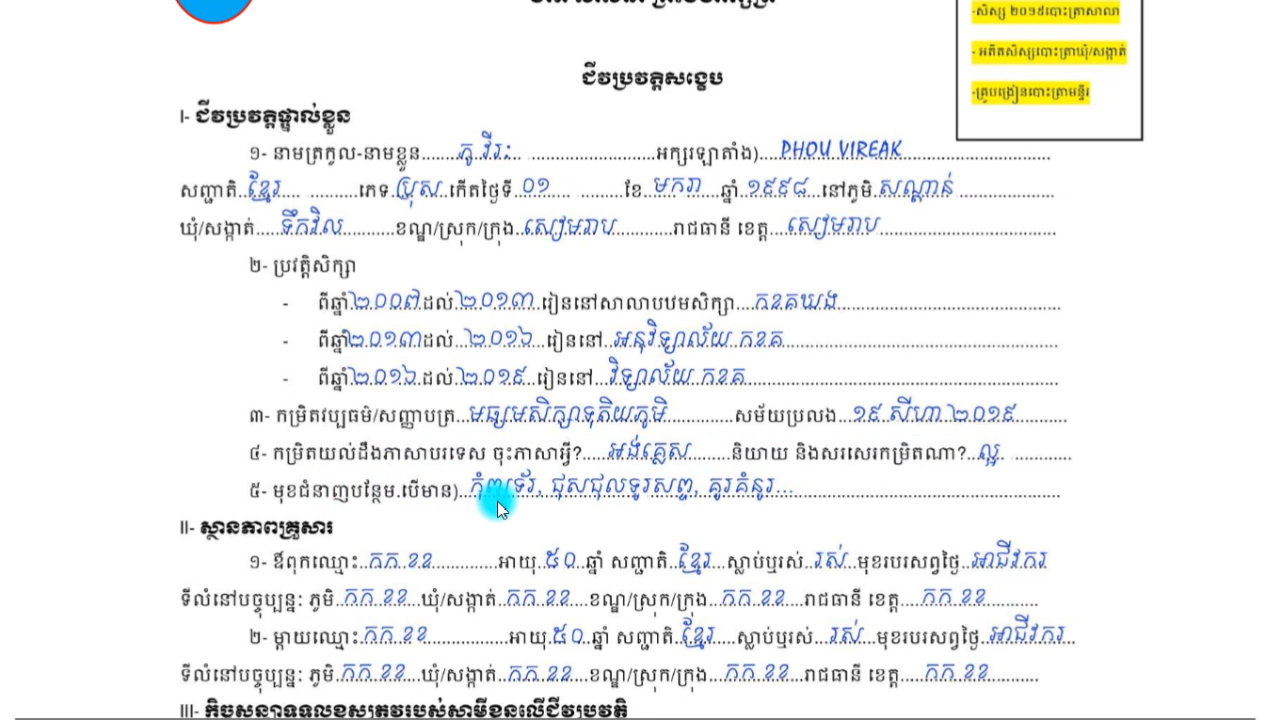 -សិស្ស ២០១៩បោះត្រាសាលា
- អតីតសិស្សបោះត្រាឃុំ/សង្កាត់
-គ្រូបង្រៀនបោះត្រាមន្ទីរ
ជីវប្រវត្តិសង្ខេប
I- ជីវប្រវត្តិផ្ទាល់ខ្លួន
១- នាមត្រកូល-នាមខ្លួន........ភូ វីរៈ.. ........................អក្សរឡាតាំង)....PHOU VIREAK........................
សញ្ជាតិ.ខ្មែរ.... ..........ភេទ.ប្រុស.កើតថ្ងៃទី.០១.... .........ខែ.មករា ...ឆ្នាំ.១៩៩៨...នៅភូមិ.សណ្តាន់....................
ឃុំ/សង្កាត់.....ទឹកវិល...........ខណ្ឌ/ស្រុក/ក្រុង..សៀមរាប............រាជធានី ខេត្ត....សៀមរាប....................................
២- ប្រវត្តិសិក្សា
- ពីឆ្នាំ២០០៧ដល់.២០១៣..រៀននៅសាលាបឋមសិក្សា....កខគឃង............................................
- ពីឆ្នាំ២០១៣ដល់...២០១៦...រៀននៅ..អនុវិទ្យាល័យ កខគ.......................................................
- ពីឆ្នាំ២០១៦.ដល់.២០១៩...រៀននៅ...វិទ្យាល័យ កខគ...............................................................
៣- កម្រិតវប្បធម៌/សញ្ញាបត្រ...មធ្យមសិក្សាទុតិយភូមិ.............សម័យប្រលង....១៩ សីហា ២០១៩..........
៤- កម្រិតយល់ដឹងភាសាបរទេស ចុះភាសាអ្វី?.....អង់គ្លេស........និយាយ និងសរសេរកម្រិតណា?..ល្អ. ............
៥- មុខជំនាញបន្ថែម.បើមាន)...កុំព្យូទ័រ, ជុសជុលទូរសព្ទ, គូរគំនូរ...
II- ស្ថានភាពគ្រួសារ
១- ឪពុកឈ្មោះ..កក.ខខ.............អាយុ.៥០..ឆ្នាំ សញ្ជាតិ.ខ្មែរ...ស្លាប់ឬរស់..រស់..មុខរបរសព្វថ្ងៃ..អាជីវករ
ទីលំនៅបច្ចុប្បន្ន: ភូមិ.កក.ខខ...ឃុំ/សង្កាត់..កក.ខខ....ខណ្ឌ/ស្រុក/ក្រុង...កក.ខខ....រាជធានី ខេត្ត....កក.ខខ...........
២- ម្តាយឈ្មោះ.កក.ខខ................អាយុ.៥០..ឆ្នាំ សញ្ជាតិ..ខ្មែរ....ស្លាប់ឬរស់...រស់...មុខរបរសព្វថ្ងៃ..អាជីវករ...
ទីលំនៅបច្ចុប្បន្ន: ភូមិ.កក.ខខ...ឃុំ/សង្កាត់..កក.ខខ....ខណ្ឌ/ស្រុក/ក្រុង....កក.ខខ...រាជធានី ខេត្ត.....កក.ខខ...........